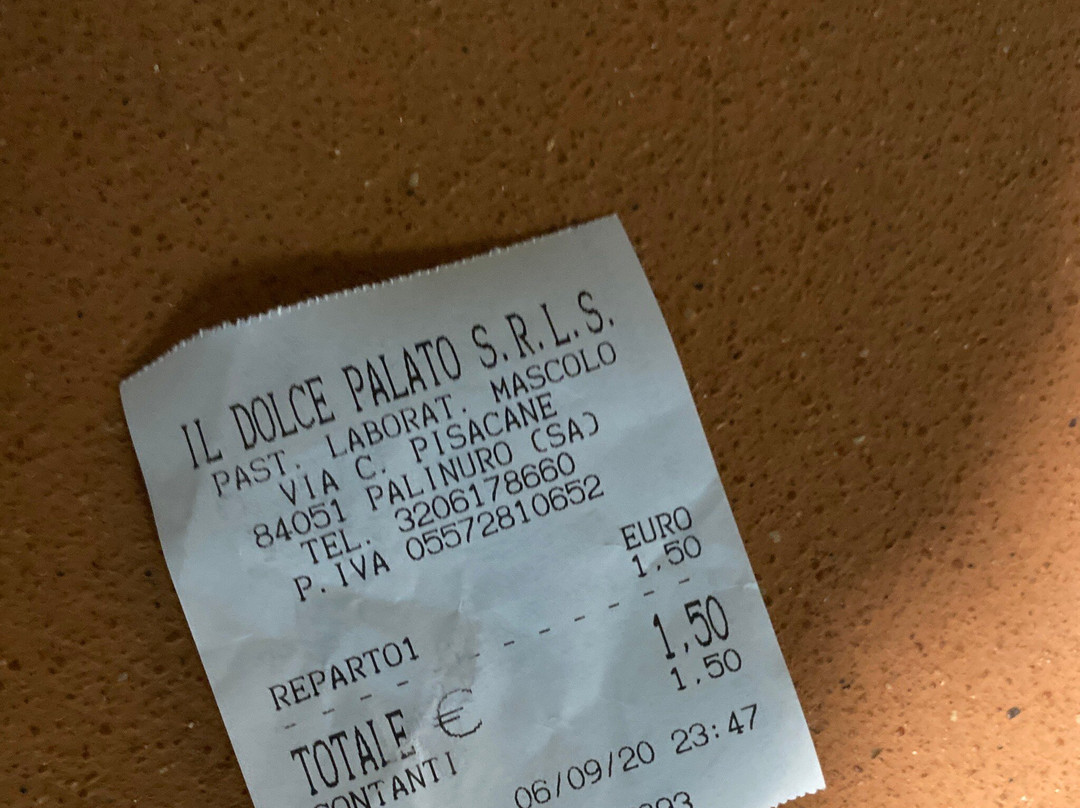 IL DOLCE PALATO S.R.L.S.
PAST. LABORAT. MASCOLO
VIA C. PISACANE
84051 PALINURO (SA)
TEL. 3206178660
P. IVA 05572810652
EURO
REPARTO1 1,50
TOTALE € 1,50
CONTANTI 1.50
06/09/20 23:47